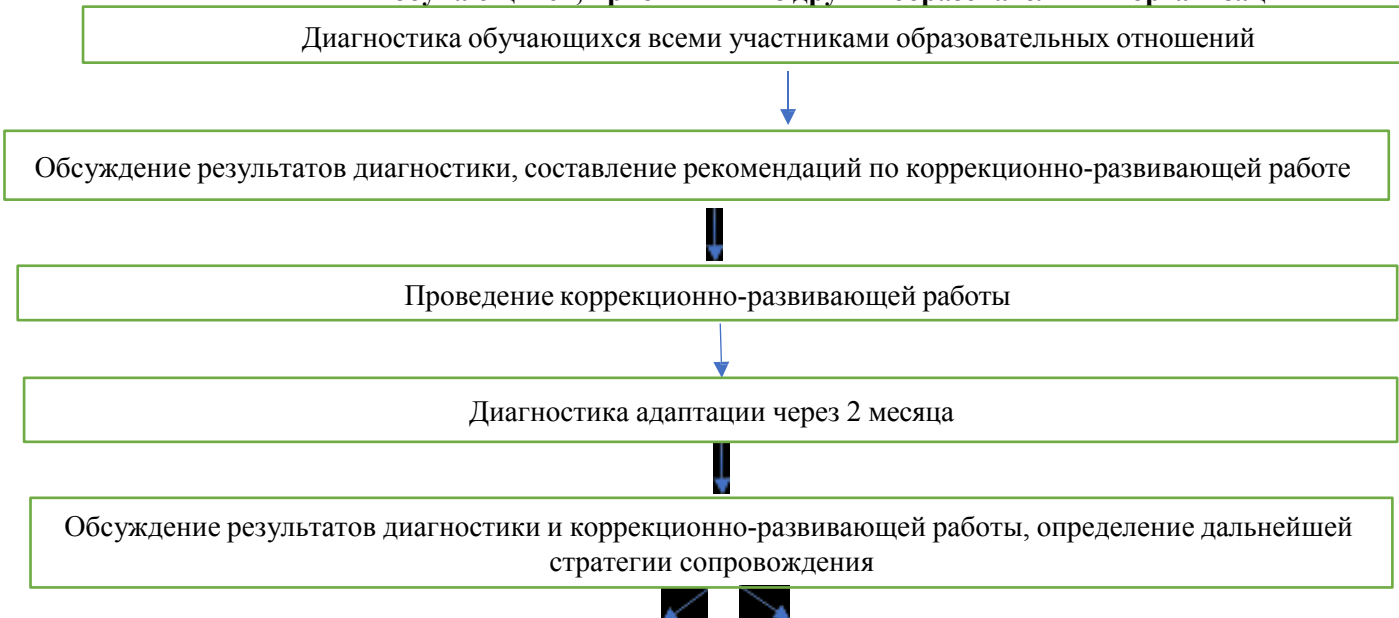 Диагностика обучающихся всеми участниками образовательных отношений
Обсуждение результатов диагностики, составление рекомендаций по коррекционно-развивающей работе
Проведение коррекционно-развивающей работы
Диагностика адаптации через 2 месяца
Обсуждение результатов диагностики и коррекционно-развивающей работы, определение дальнейшей
стратегии сопровождения